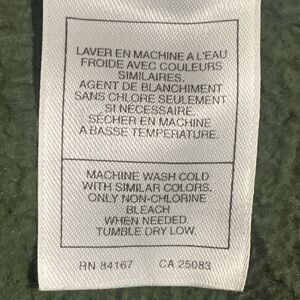 LAVER EN MACHINE A L'EAU
FROIDE AVEC COULEURS
SIMILAIRES.
AGENT DE BLANCHIMENT
SANS CHLORE SEULEMENT
SI NECESSAIRE.
SÉCHER EN MACHINE
A BASSE TEMPERATURE.
MACHINE WASH COLD
WITH SIMILAR COLORS.
ONLY NON-CHLORINE
BLEACH
WHEN NEEDED.
TUMBLE DRY LOW.
RN 84167 CA 25083